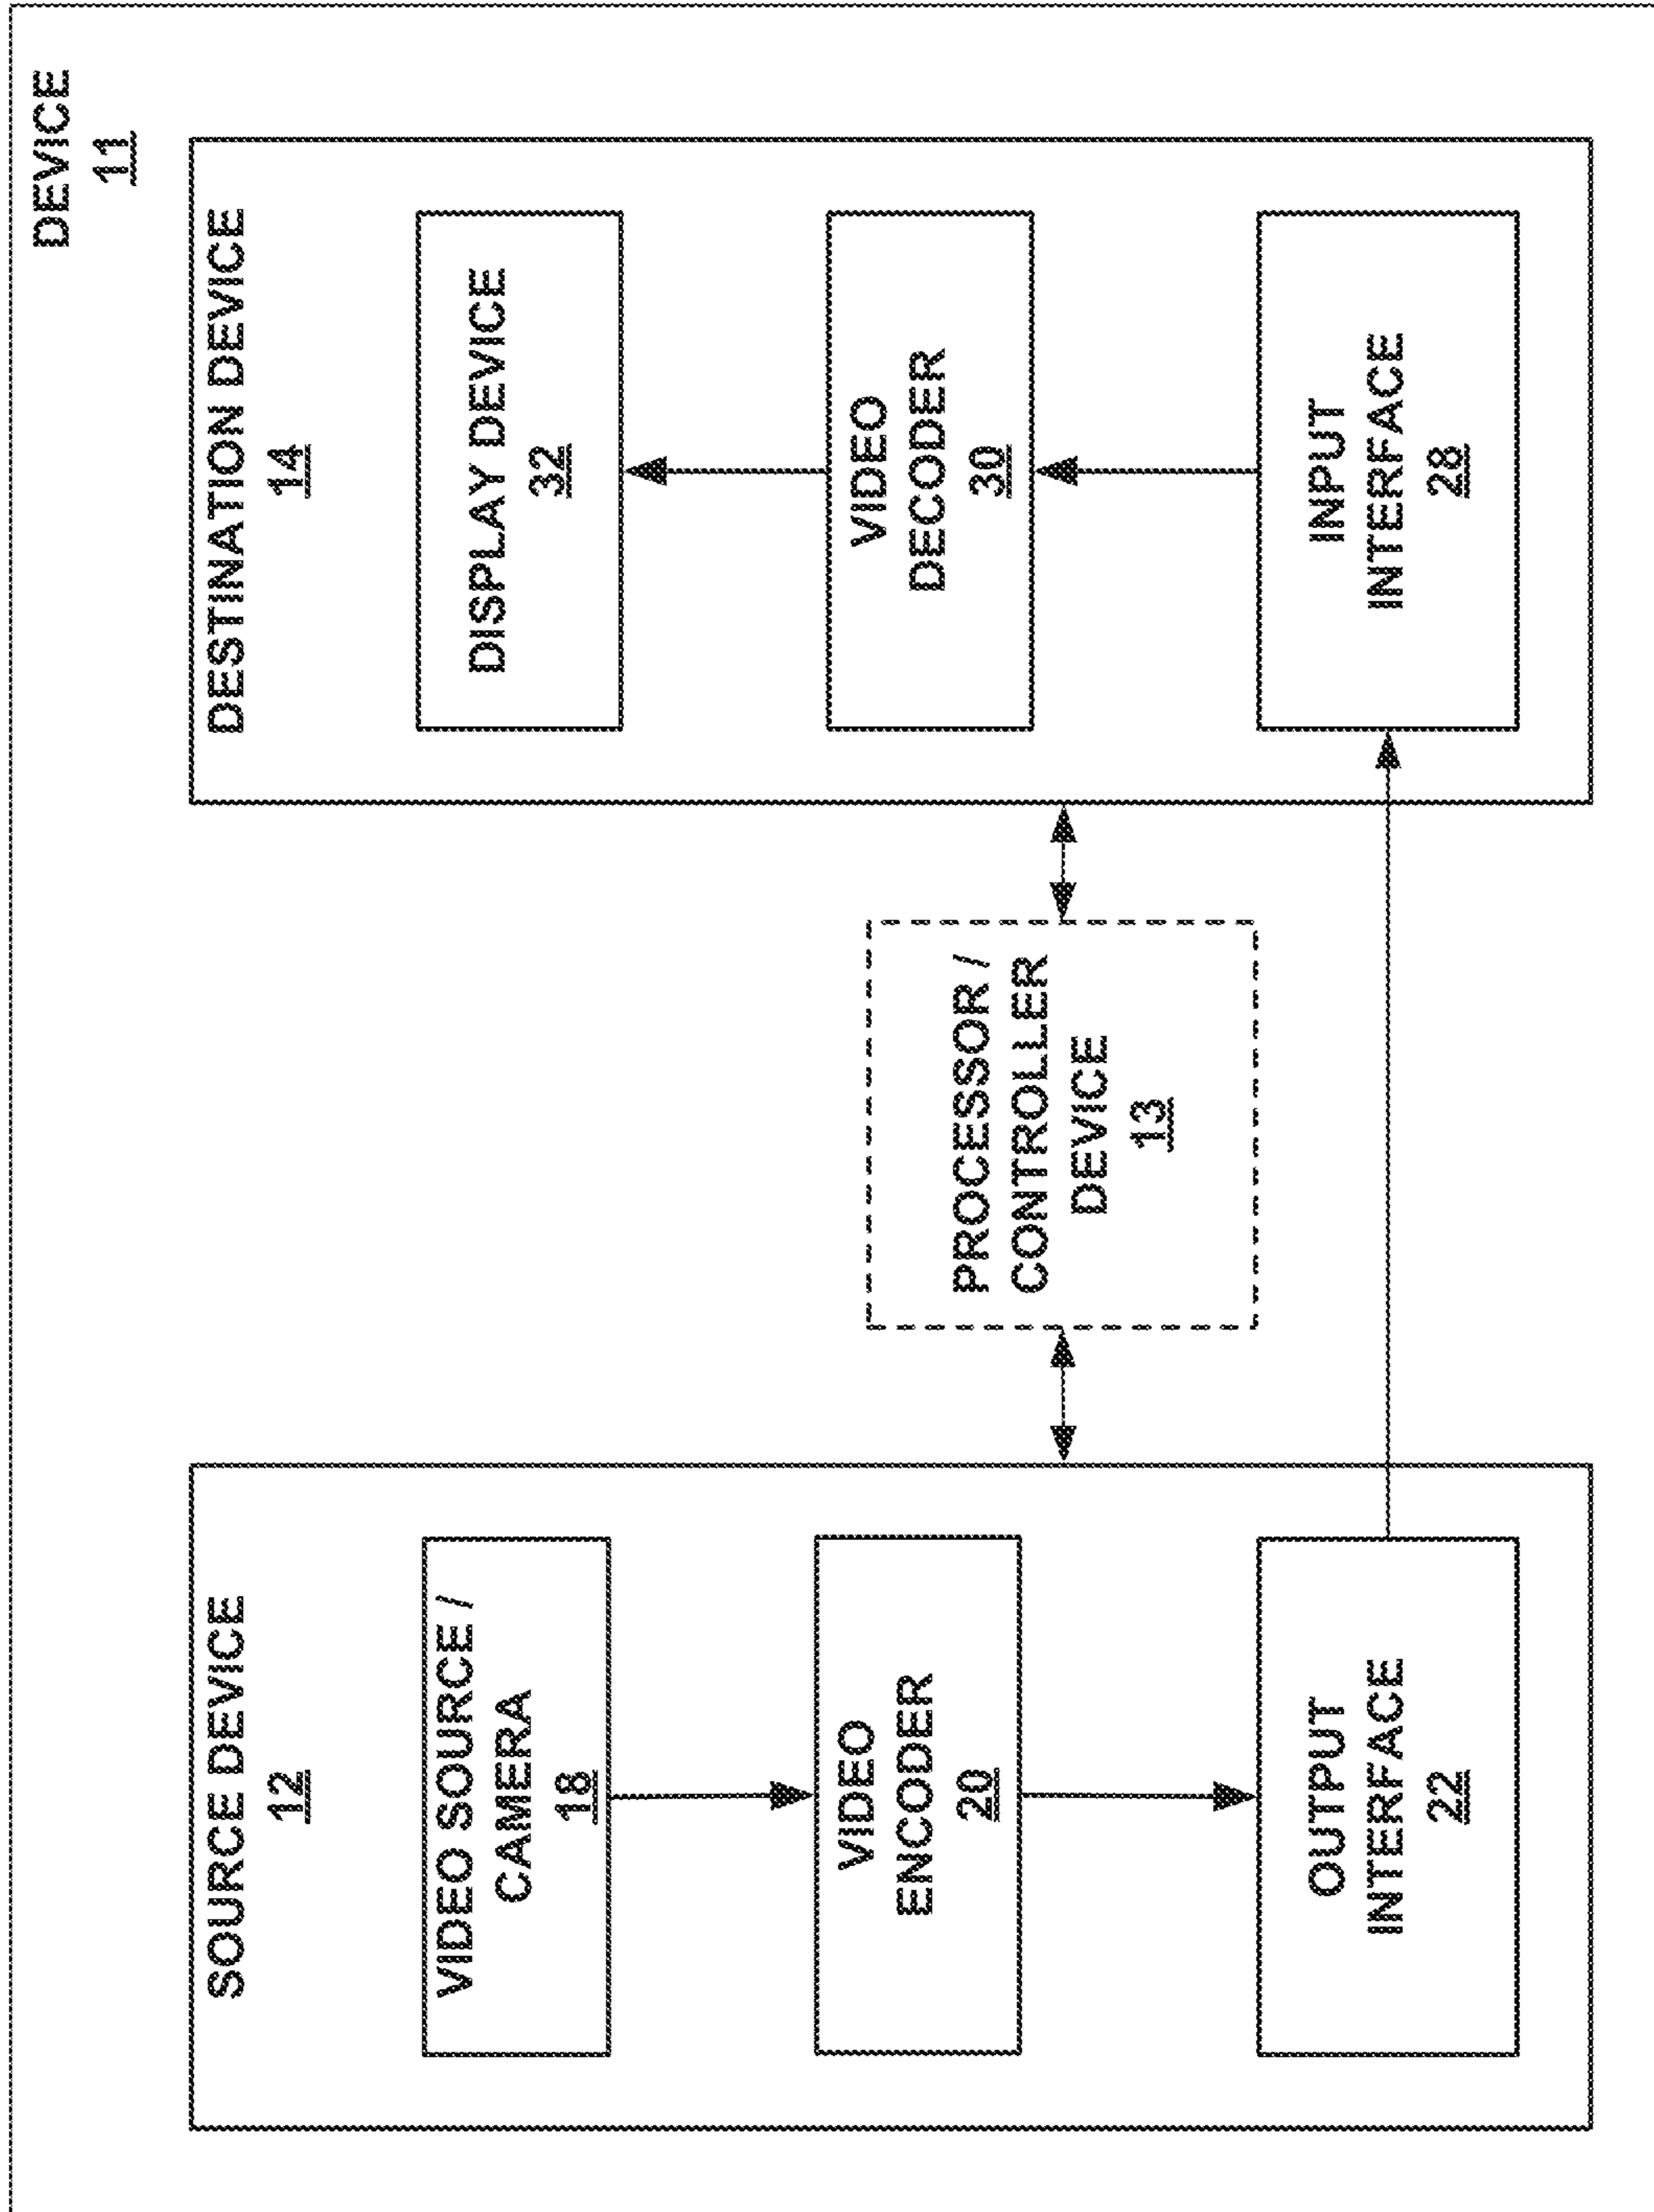 DEVICE
11
SOURCE DEVICE
12
VIDEO SOURCE /
CAMERA
18
VIDEO
ENCODER
20
OUTPUT
INTERFACE
22
PROCESSOR /
CONTROLLER
DEVICE
13
DESTINATION DEVICE
14
DISPLAY DEVICE
32
VIDEO
DECODER
30
INPUT
INTERFACE
28